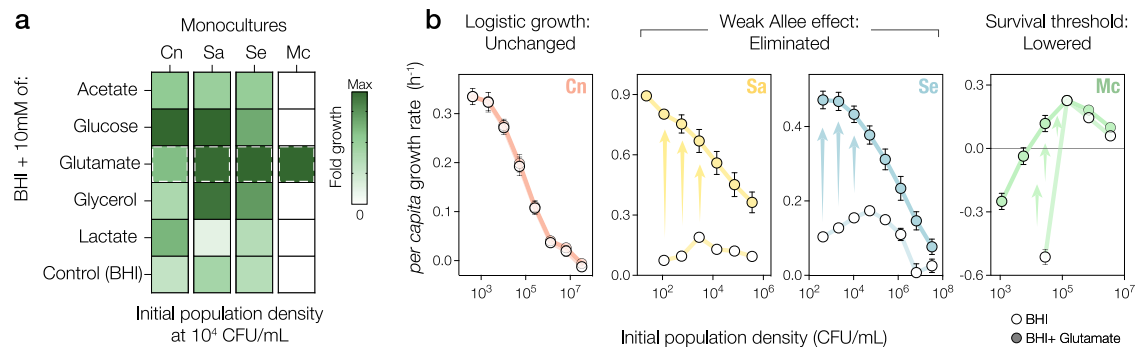 a
Monocultures
Cn Sa Se Mc
BHI + 10mM of:
Acetate
Glucose
Glutamate
Glycerol
Lactate
Control (BHI)
Max
Fold growth
0
Initial population density
at 10⁴ CFU/mL
b
Logistic growth:
Unchanged
Weak Allee effect:
Eliminated
Survival threshold:
Lowered
per capita growth rate (h⁻¹)
Cn
0.3
0.2
0.1
0.0
10³ 10⁵ 10⁷
Sa
0.9
0.6
0.3
0.0
10² 10⁴ 10⁶
Se
0.4
0.2
0.0
10³ 10⁵ 10⁷
Mc
0.3
0.0
-0.3
-0.6
10³ 10⁵ 10⁷
Initial population density (CFU/mL)
BHI
BHI+ Glutamate